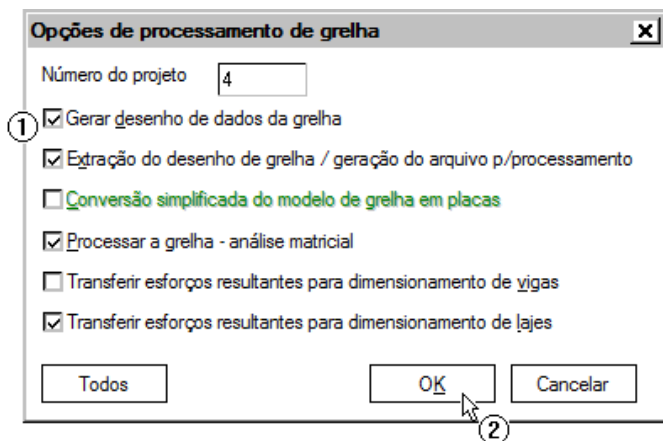 Opções de processamento de grelha
Número do projeto 4
① Gerar desenho de dados da grelha
Extração do desenho de grelha / geração do arquivo p/processamento
Conversão simplificada do modelo de grelha em placas
Processar a grelha - análise matricial
Transferir esforços resultantes para dimensionamento de vigas
Transferir esforços resultantes para dimensionamento de lajes
Todos OK Cancelar
②